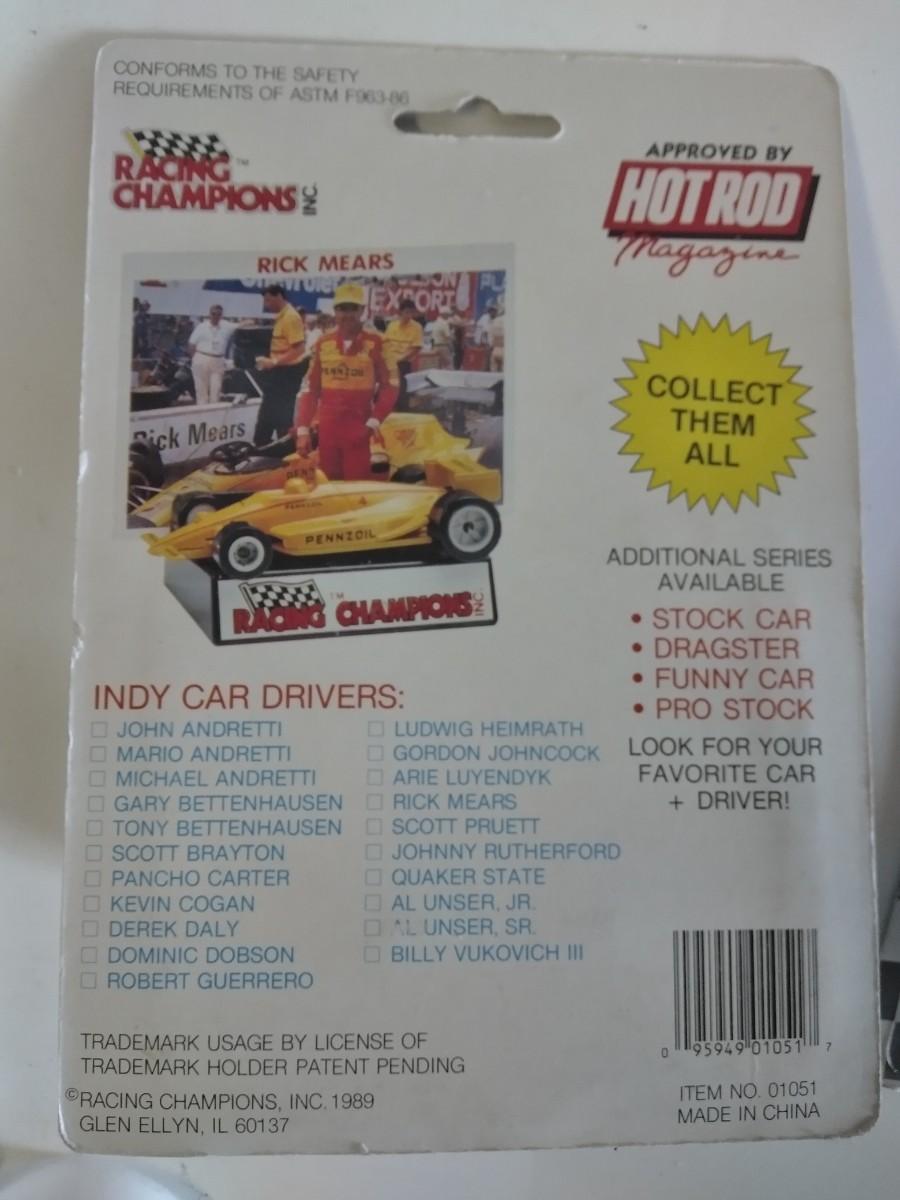 CONFORMS TO THE SAFETY
REQUIREMENTS OF ASTM F963-86
RACING ™
CHAMPIONS INC.
APPROVED BY
HOT ROD
Magazine
RICK MEARS
Chevrolet
EXPORT
PENNZOIL
Rick Mears
PENNZOIL
PENNZOIL
RACING CHAMPIONS INC. ™
COLLECT
THEM
ALL
ADDITIONAL SERIES
AVAILABLE
• STOCK CAR
• DRAGSTER
• FUNNY CAR
• PRO STOCK
LOOK FOR YOUR
FAVORITE CAR
+ DRIVER!
INDY CAR DRIVERS:
☐ JOHN ANDRETTI
☐ MARIO ANDRETTI
☐ MICHAEL ANDRETTI
☐ GARY BETTENHAUSEN
☐ TONY BETTENHAUSEN
☐ SCOTT BRAYTON
☐ PANCHO CARTER
☐ KEVIN COGAN
☐ DEREK DALY
☐ DOMINIC DOBSON
☐ ROBERT GUERRERO
☐ LUDWIG HEIMRATH
☐ GORDON JOHNCOCK
☐ ARIE LUYENDYK
☐ RICK MEARS
☐ SCOTT PRUETT
☐ JOHNNY RUTHERFORD
☐ QUAKER STATE
☐ AL UNSER, JR.
☐ AL UNSER, SR.
☐ BILLY VUKOVICH III
TRADEMARK USAGE BY LICENSE OF
TRADEMARK HOLDER PATENT PENDING
©RACING CHAMPIONS, INC. 1989
GLEN ELLYN, IL 60137
0 95949 01051 7
ITEM NO. 01051
MADE IN CHINA